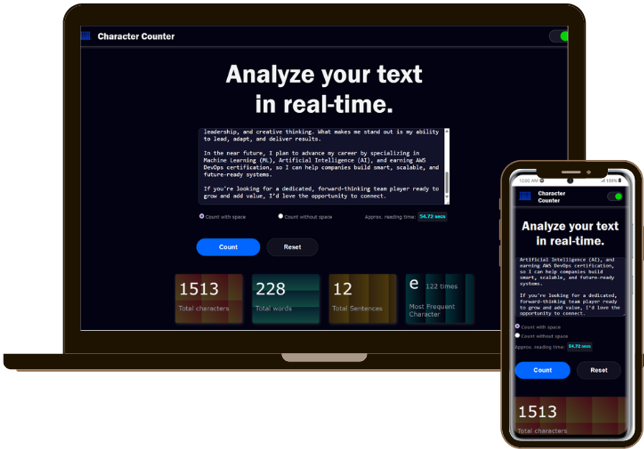 Character Counter
Analyze your text
in real-time.
leadership, and creative thinking. What makes me stand out is my ability
to lead, adapt, and deliver results.
In the near future, I plan to advance my career by specializing in
Machine Learning (ML), Artificial Intelligence (AI), and earning AWS
DevOps certification, so I can help companies build smart, scalable, and
future-ready systems.
If you're looking for a dedicated, forward-thinking team player ready to
grow and add value, I'd love the opportunity to connect.
Count with space
Count without space
Approx. reading time: 54.72 secs
Count
Reset
1513
Total characters
228
Total words
12
Total Sentences
e 122 times
Most Frequent
Character
100%
Character
Counter
Analyze your text
in real-time.
Artificial Intelligence (AI), and
earning AWS DevOps certification,
so I can help companies build
smart, scalable, and future-ready
systems.
If you're looking for a dedicated,
forward-thinking team player ready
to grow and add value, I'd love the
opportunity to connect.
Count with space
Count without space
Approx. reading time: 54.72 secs
Count
Reset
1513
Total characters